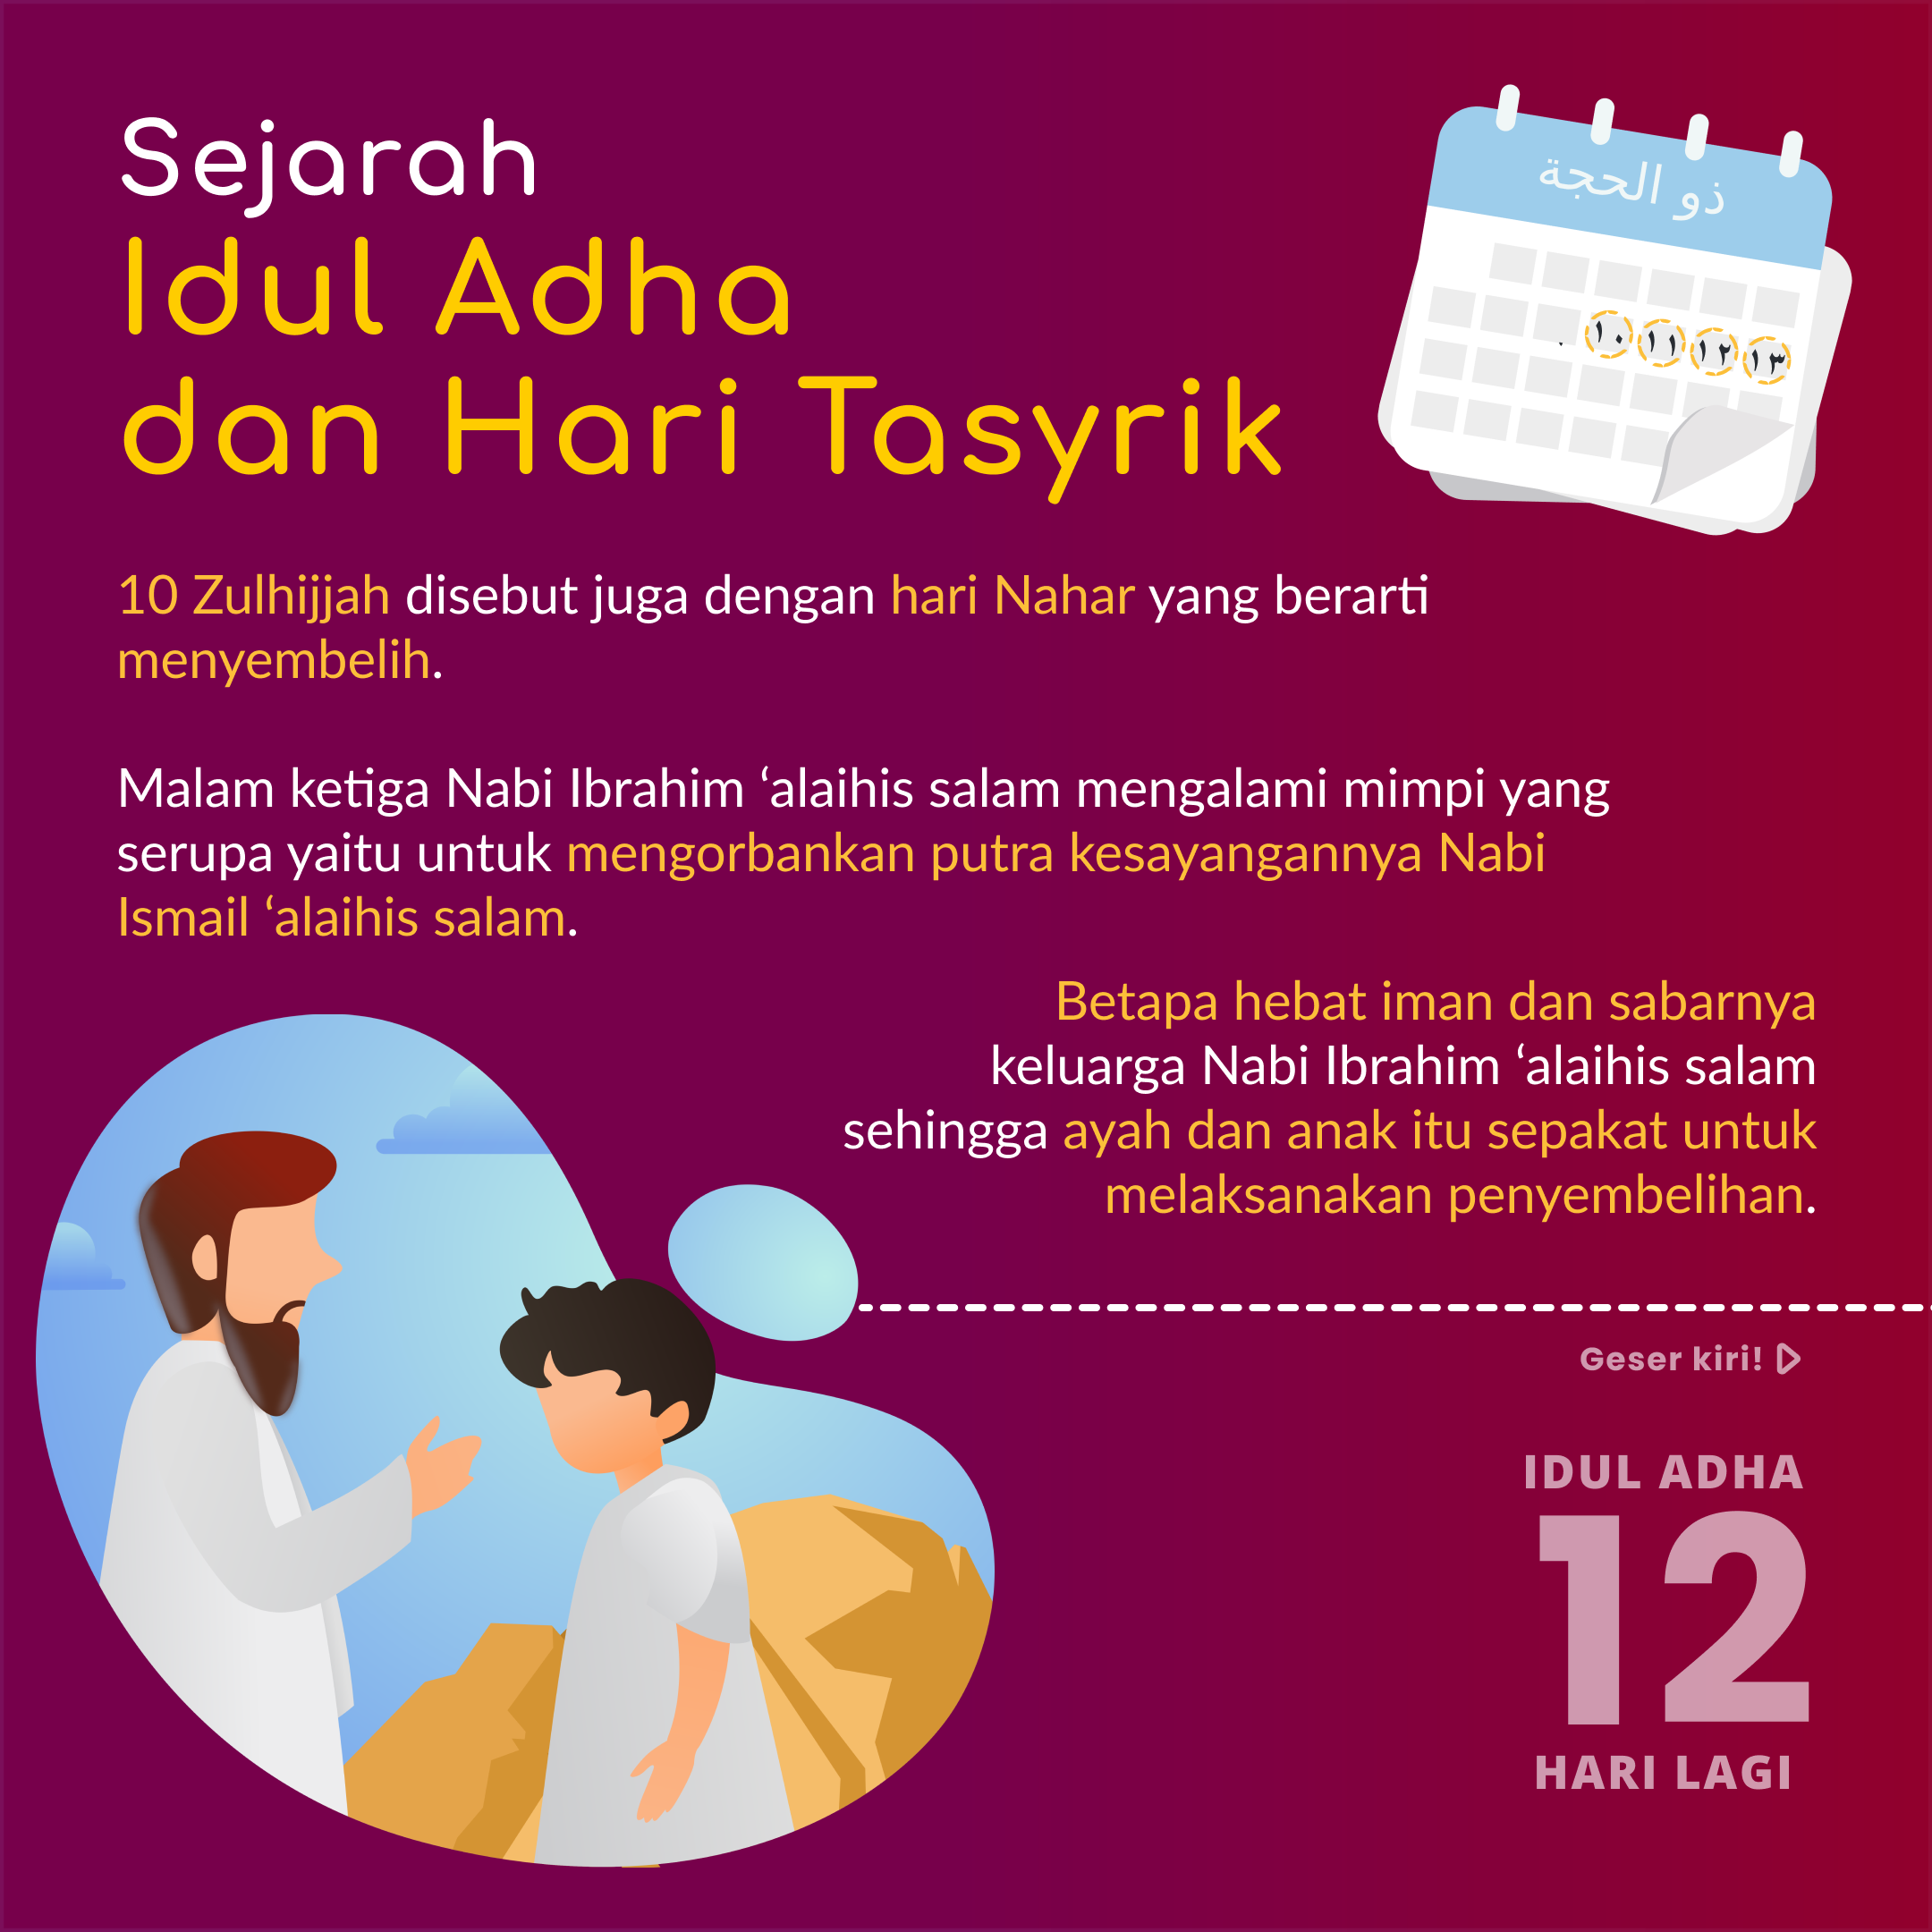 Sejarah
Idul Adha
dan Hari Tasyrik
ذو الحجة
١٠ ١١ ١٢ ١٣
10 Zulhijjah disebut juga dengan hari Nahar yang berarti
menyembelih.
Malam ketiga Nabi Ibrahim ‘alaihis salam mengalami mimpi yang
serupa yaitu untuk mengorbankan putra kesayangannya Nabi
Ismail ‘alaihis salam.
Betapa hebat iman dan sabarnya
keluarga Nabi Ibrahim ‘alaihis salam
sehingga ayah dan anak itu sepakat untuk
melaksanakan penyembelihan.
Geser kiri!
IDUL ADHA
12
HARI LAGI